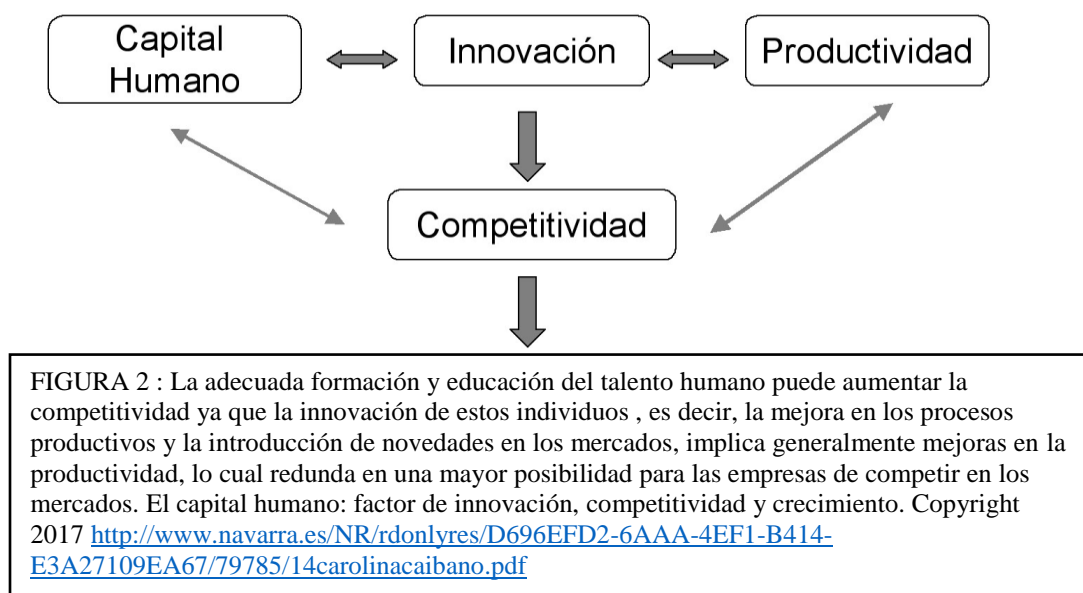 Capital
Humano
Innovación
Productividad
Competitividad
FIGURA 2 : La adecuada formación y educación del talento humano puede aumentar la
competitividad ya que la innovación de estos individuos , es decir, la mejora en los procesos
productivos y la introducción de novedades en los mercados, implica generalmente mejoras en la
productividad, lo cual redunda en una mayor posibilidad para las empresas de competir en los
mercados. El capital humano: factor de innovación, competitividad y crecimiento. Copyright
2017 http://www.navarra.es/NR/rdonlyres/D696EFD2-6AAA-4EF1-B414-
E3A27109EA67/79785/14carolinacaibano.pdf